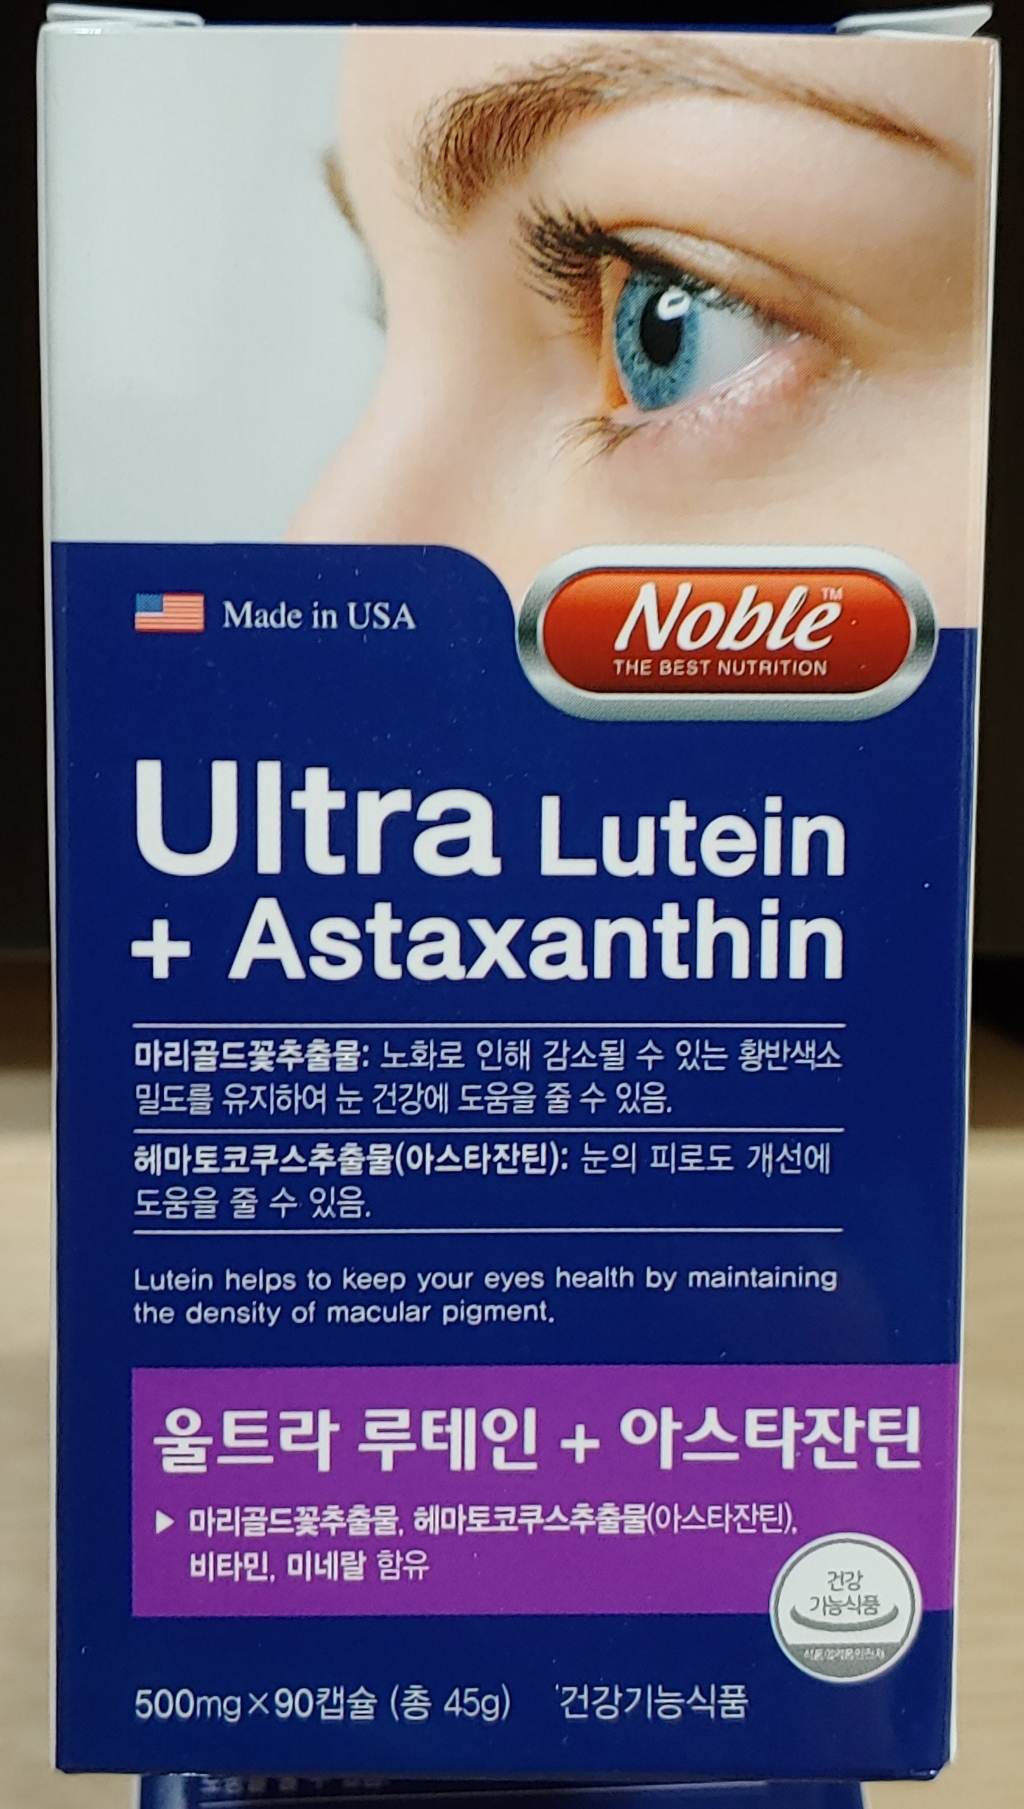 Made in USA
Noble™
THE BEST NUTRITION
Ultra Lutein
+ Astaxanthin
마리골드꽃추출물: 노화로 인해 감소될 수 있는 황반색소
밀도를 유지하여 눈 건강에 도움을 줄 수 있음.
헤마토코쿠스추출물(아스타잔틴): 눈의 피로도 개선에
도움을 줄 수 있음.
Lutein helps to keep your eyes health by maintaining
the density of macular pigment.
울트라 루테인 + 아스타잔틴
▶ 마리골드꽃추출물, 헤마토코쿠스추출물(아스타잔틴),
비타민, 미네랄 함유
건강
기능식품
식품의약품안전처
500mg×90캡슐 (총 45g) 건강기능식품